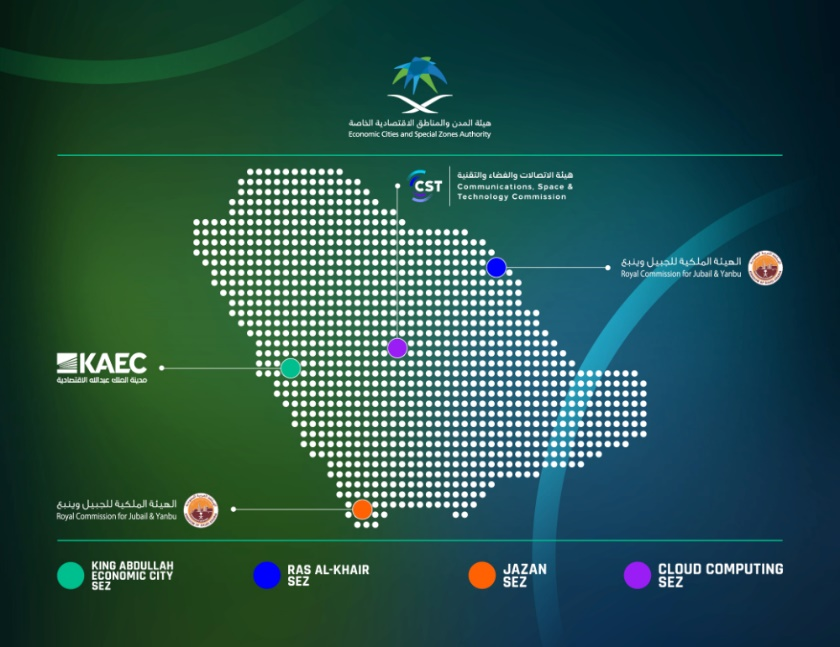 هيئة المدن والمناطق الاقتصادية الخاصة
Economic Cities and Special Zones Authority
CST
هيئة الاتصالات والفضاء والتقنية
Communications, Space &
Technology Commission
الهيئة الملكية للجبيل وينبع
Royal Commission for Jubail & Yanbu
KAEC
مدينة الملك عبدالله الاقتصادية
الهيئة الملكية للجبيل وينبع
Royal Commission for Jubail & Yanbu
KING ABDULLAH
ECONOMIC CITY
SEZ
RAS AL-KHAIR
SEZ
JAZAN
SEZ
CLOUD COMPUTING
SEZ